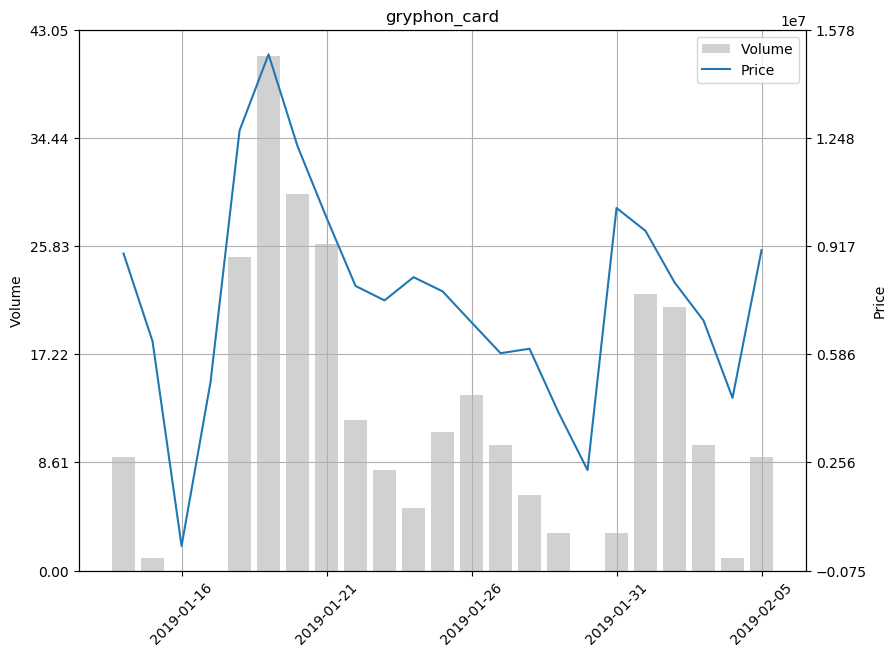 gryphon_card
1e7
43.05
34.44
25.83
17.22
8.61
0.00
Volume
Volume
Price
1.578
1.248
0.917
0.586
0.256
−0.075
Price
2019-01-16
2019-01-21
2019-01-26
2019-01-31
2019-02-05